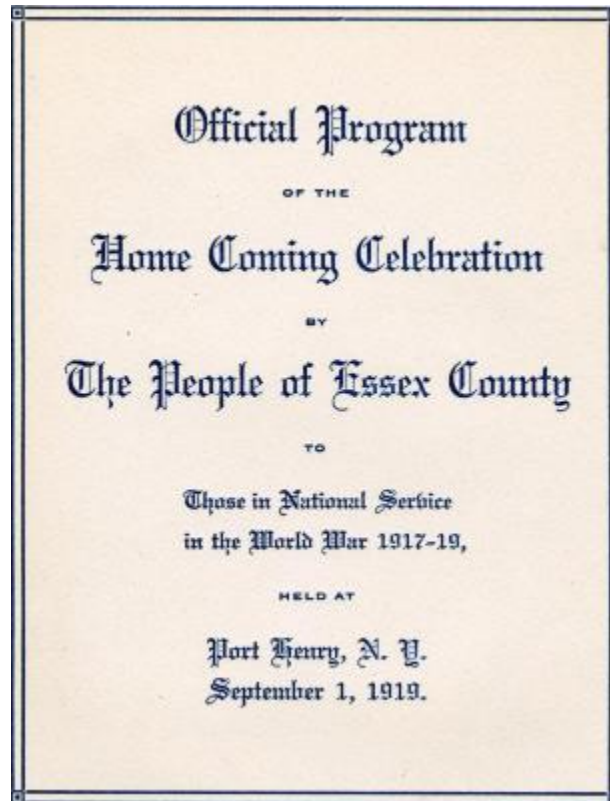 Official Program
OF THE
Home Coming Celebration
BY
The People of Essex County
TO
Those in National Service
in the World War 1917-19,
HELD AT
Port Henry, N. Y.
September 1, 1919.